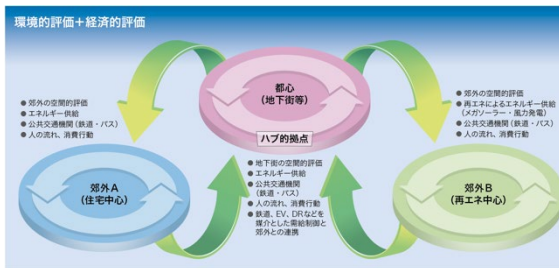 環境的評価＋経済的評価
都心
（地下街等）
ハブ的拠点
● 郊外の空間的評価
● エネルギー供給
● 公共交通機関（鉄道・バス）
● 人の流れ、消費行動
● 郊外の空間的評価
● 再エネによるエネルギー供給
（メガソーラー・風力発電）
● 公共交通機関（鉄道・バス）
● 人の流れ、消費行動
郊外A
（住宅中心）
● 地下街の空間的評価
● エネルギー供給
● 公共交通機関
（鉄道・バス）
● 人の流れ、消費行動
● 鉄道、EV、DRなどを
媒介とした需給制御と
郊外との連携
郊外B
（再エネ中心）